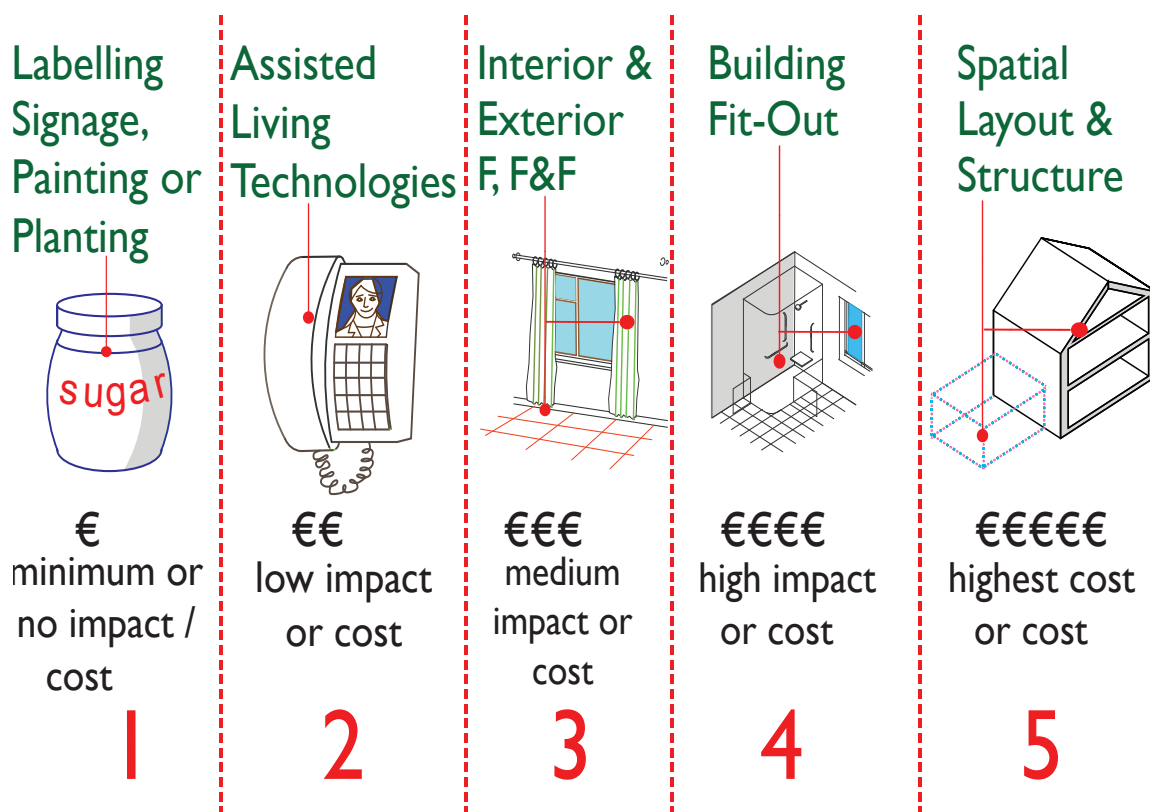 Labelling
Signage,
Painting or
Planting
sugar
€
minimum or
no impact /
cost
1
Assisted
Living
Technologies
€€
low impact
or cost
2
Interior &
Exterior
F, F&F
€€€
medium
impact or
cost
3
Building
Fit-Out
€€€€
high impact
or cost
4
Spatial
Layout &
Structure
€€€€€
highest cost
or cost
5